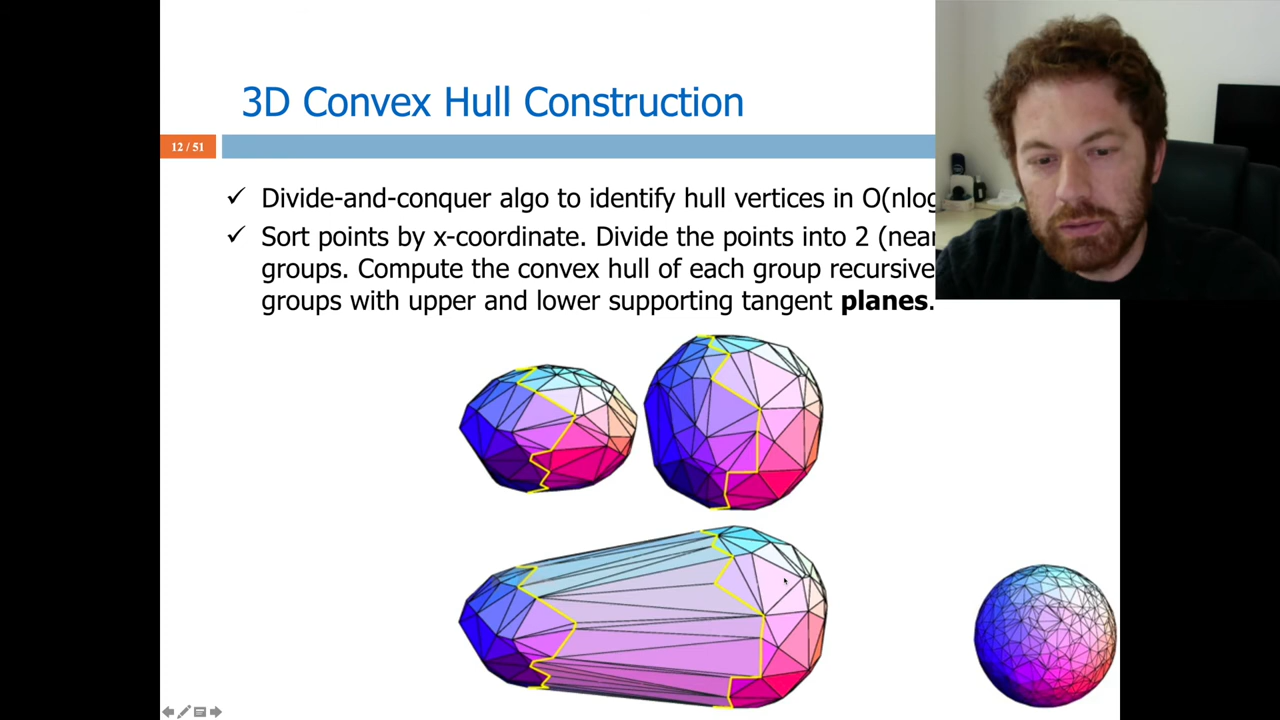 3D Convex Hull Construction
12 / 51
✓ Divide-and-conquer algo to identify hull vertices in O(nlog
✓ Sort points by x-coordinate. Divide the points into 2
groups. Compute the convex hull of each group
groups with upper and lower supporting tangent planes.